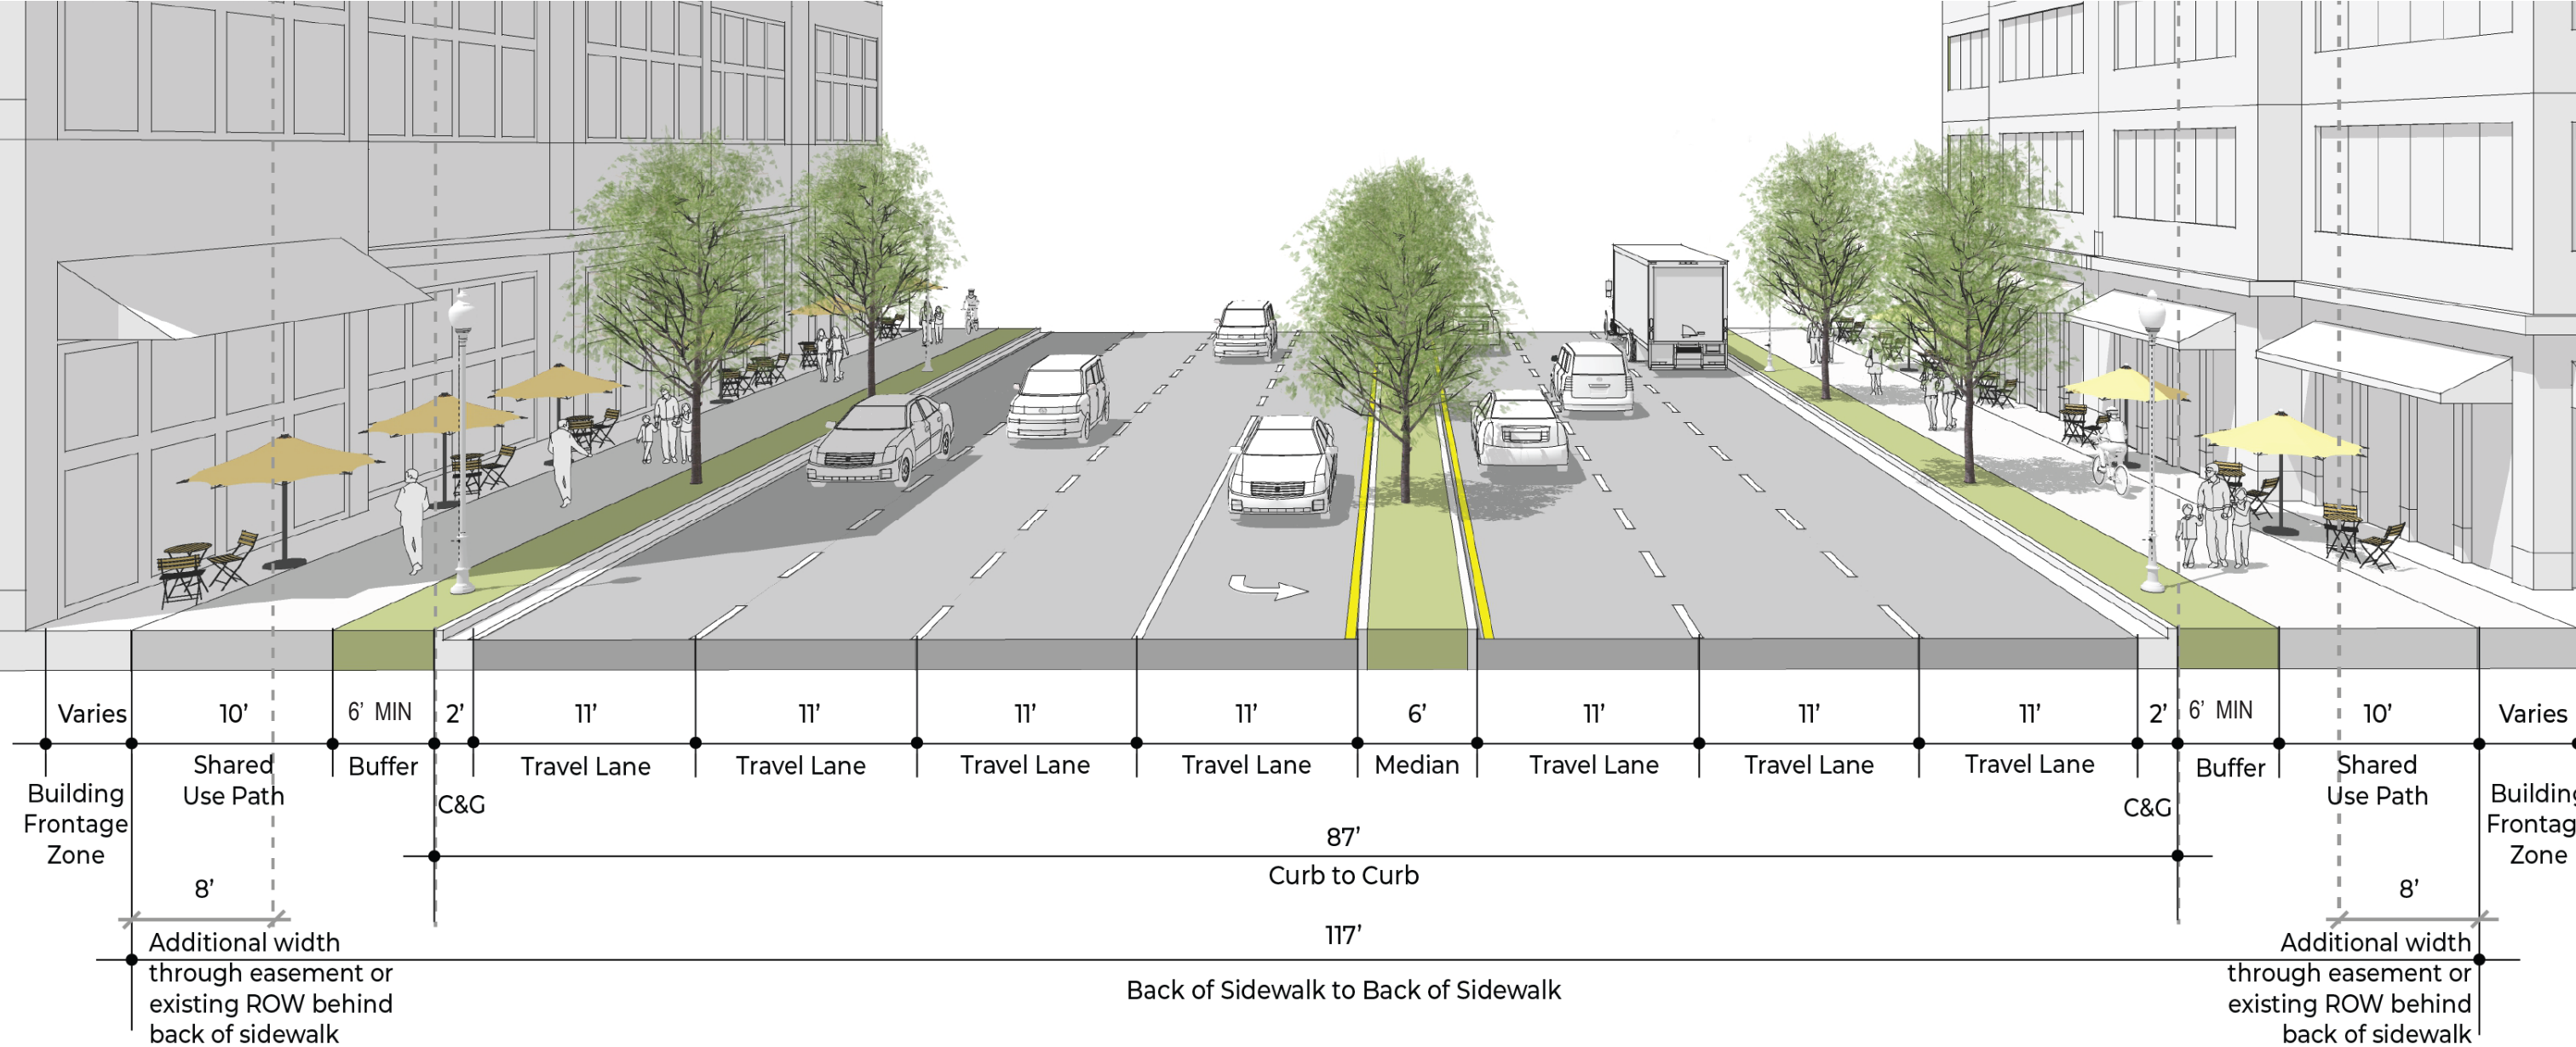 Varies 10’ 6’ MIN 2’ 11’ 11’ 11’ 11’ 6’ 11’ 11’ 11’ 2’ 6’ MIN 10’ Varies
Shared Buffer Travel Lane Travel Lane Travel Lane Travel Lane Median Travel Lane Travel Lane Travel Lane Buffer Shared
Use Path Use Path
Building C&G C&G Building
Frontage Frontag
Zone Zone
87’
Curb to Curb
8’ 8’
117’
Additional width Additional width
through easement or through easement or
existing ROW behind existing ROW behind
back of sidewalk back of sidewalk
Back of Sidewalk to Back of Sidewalk